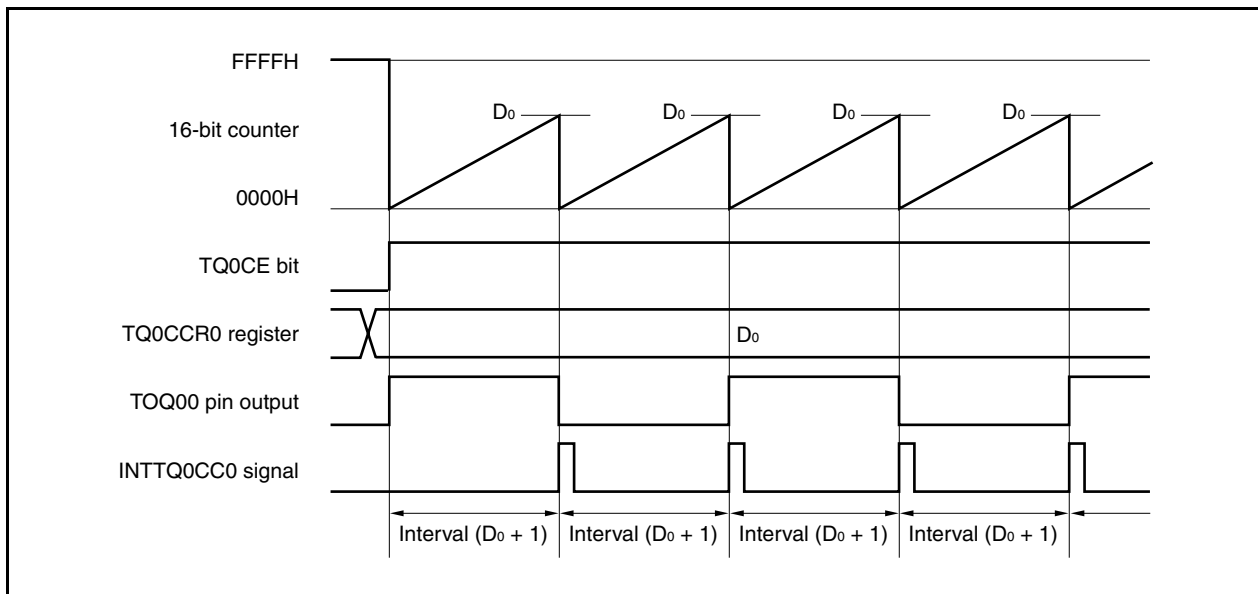 FFFFH
16-bit counter
0000H
D0
D0
D0
D0
TQ0CE bit
TQ0CCR0 register
D0
TOQ00 pin output
INTTQ0CC0 signal
Interval (D0 + 1)
Interval (D0 + 1)
Interval (D0 + 1)
Interval (D0 + 1)